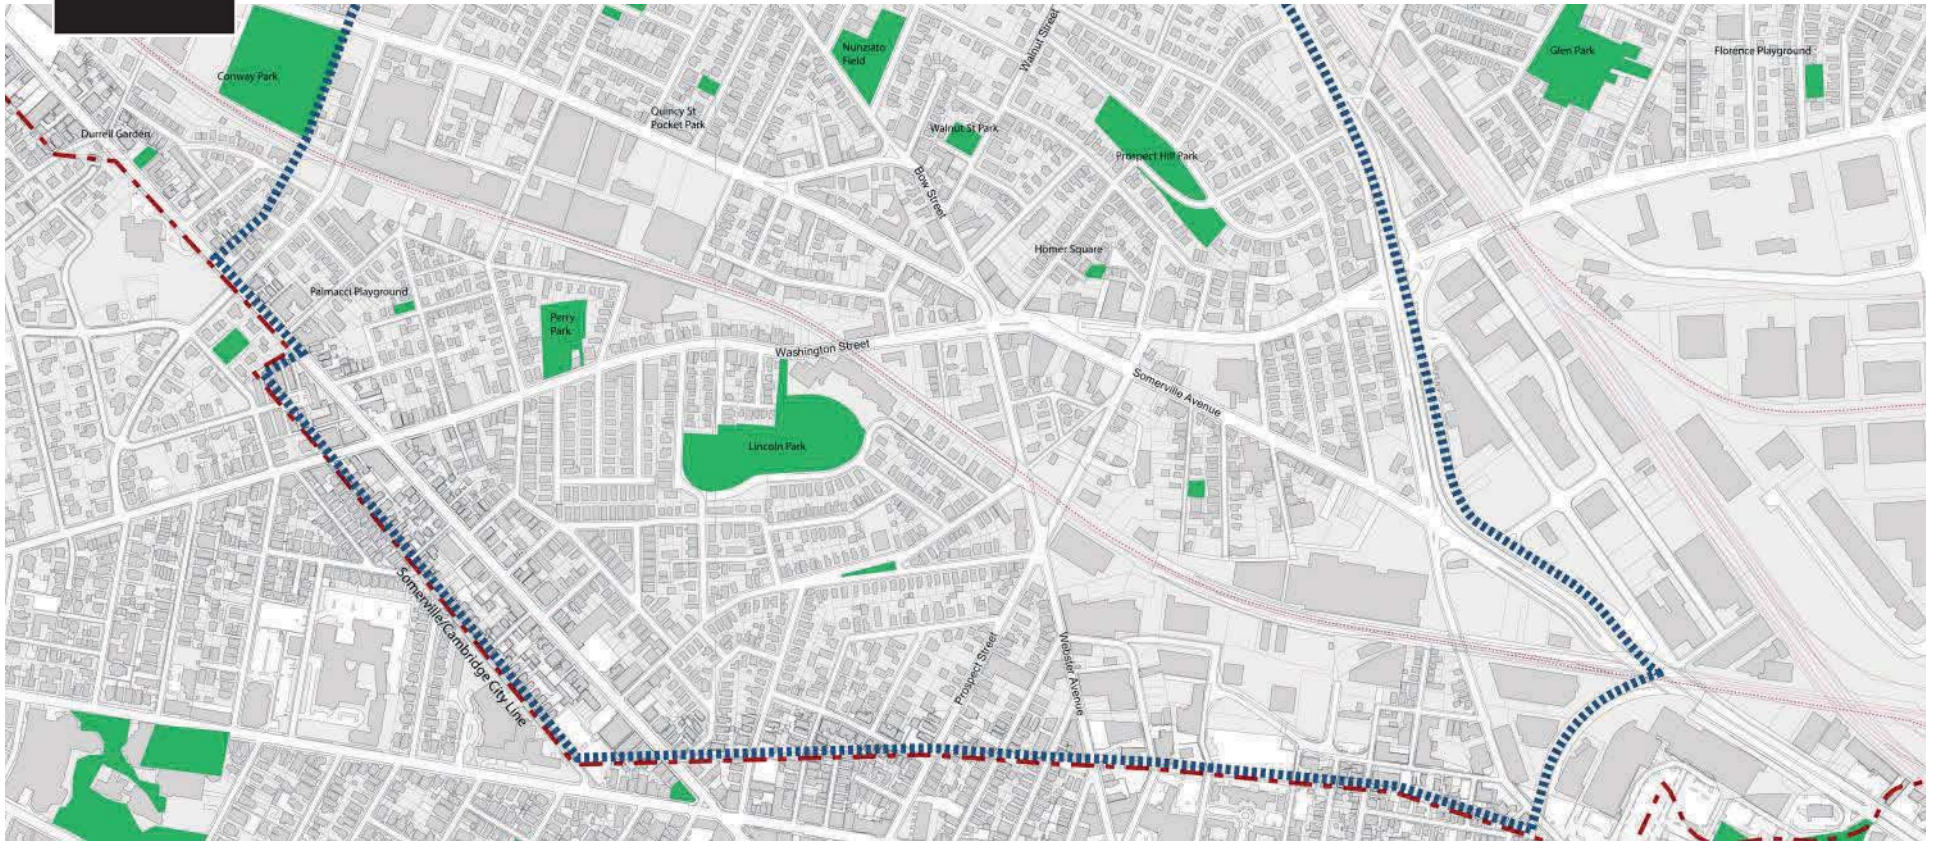 Conway Park
Nunziato
Field
Walnut Street
Glen Park
Florence Playground
Quincy St
Pocket Park
Durrell Garden
Walnut St Park
Prospect Hill Park
Bow Street
Homer Square
Palmacci Playground
Perry
Park
Washington Street
Somerville Avenue
Lincoln Park
Somerville/Cambridge City Line
Prospect Street
Webster Avenue